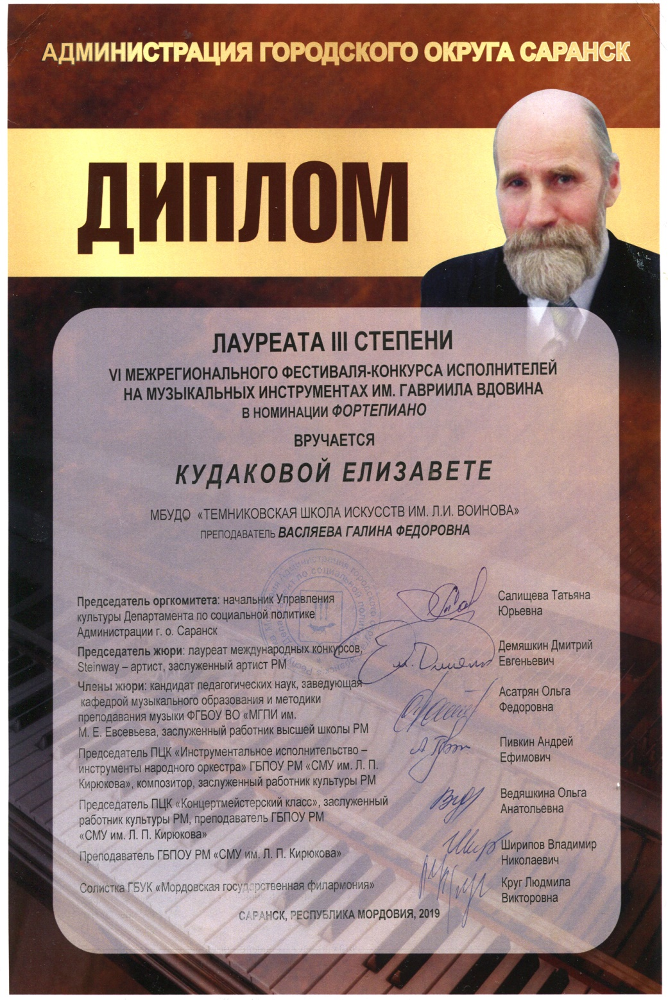 АДМИНИСТРАЦИЯ ГОРОДСКОГО ОКРУГА САРАНСК
ДИПЛОМ
ЛАУРЕАТА III СТЕПЕНИ
VI МЕЖРЕГИОНАЛЬНОГО ФЕСТИВАЛЯ-КОНКУРСА ИСПОЛНИТЕЛЕЙ
НА МУЗЫКАЛЬНЫХ ИНСТРУМЕНТАХ ИМ. ГАВРИИЛА ВДОВИНА
В НОМИНАЦИИ ФОРТЕПИАНО
ВРУЧАЕТСЯ
КУДАКОВОЙ ЕЛИЗАВЕТЕ
МБУДО «ТЕМНИКОВСКАЯ ШКОЛА ИСКУССТВ ИМ. Л.И. ВОИНОВА»
ПРЕПОДАВАТЕЛЬ ВАСЛЯЕВА ГАЛИНА ФЕДОРОВНА
Председатель оргкомитета: начальник Управления
культуры Департамента по социальной политике
Администрации г. о. Саранск
Салищева Татьяна
Юрьевна
Председатель жюри: лауреат международных конкурсов,
Steinway – артист, заслуженный артист РМ
Демяшкин Дмитрий
Евгеньевич
Члены жюри: кандидат педагогических наук, заведующая
кафедрой музыкального образования и методики
преподавания музыки ФГБОУ ВО «МГПИ им.
М. Е. Евсевьева, заслуженный работник высшей школы РМ
Асатрян Ольга
Федоровна
Председатель ПЦК «Инструментальное исполнительство –
инструменты народного оркестра» ГБПОУ РМ «СМУ им. Л. П.
Кирюкова», композитор, заслуженный работник культуры РМ
Пивкин Андрей
Ефимович
Председатель ПЦК «Концертмейстерский класс», заслуженный
работник культуры РМ, преподаватель ГБПОУ РМ
«СМУ им. Л. П. Кирюкова»
Ведяшкина Ольга
Анатольевна
Преподаватель ГБПОУ РМ «СМУ им. Л. П. Кирюкова»
Ширипов Владимир
Николаевич
Солистка ГБУК «Мордовская государственная филармония»
Круг Людмила
Викторовна
САРАНСК, РЕСПУБЛИКА МОРДОВИЯ, 2019